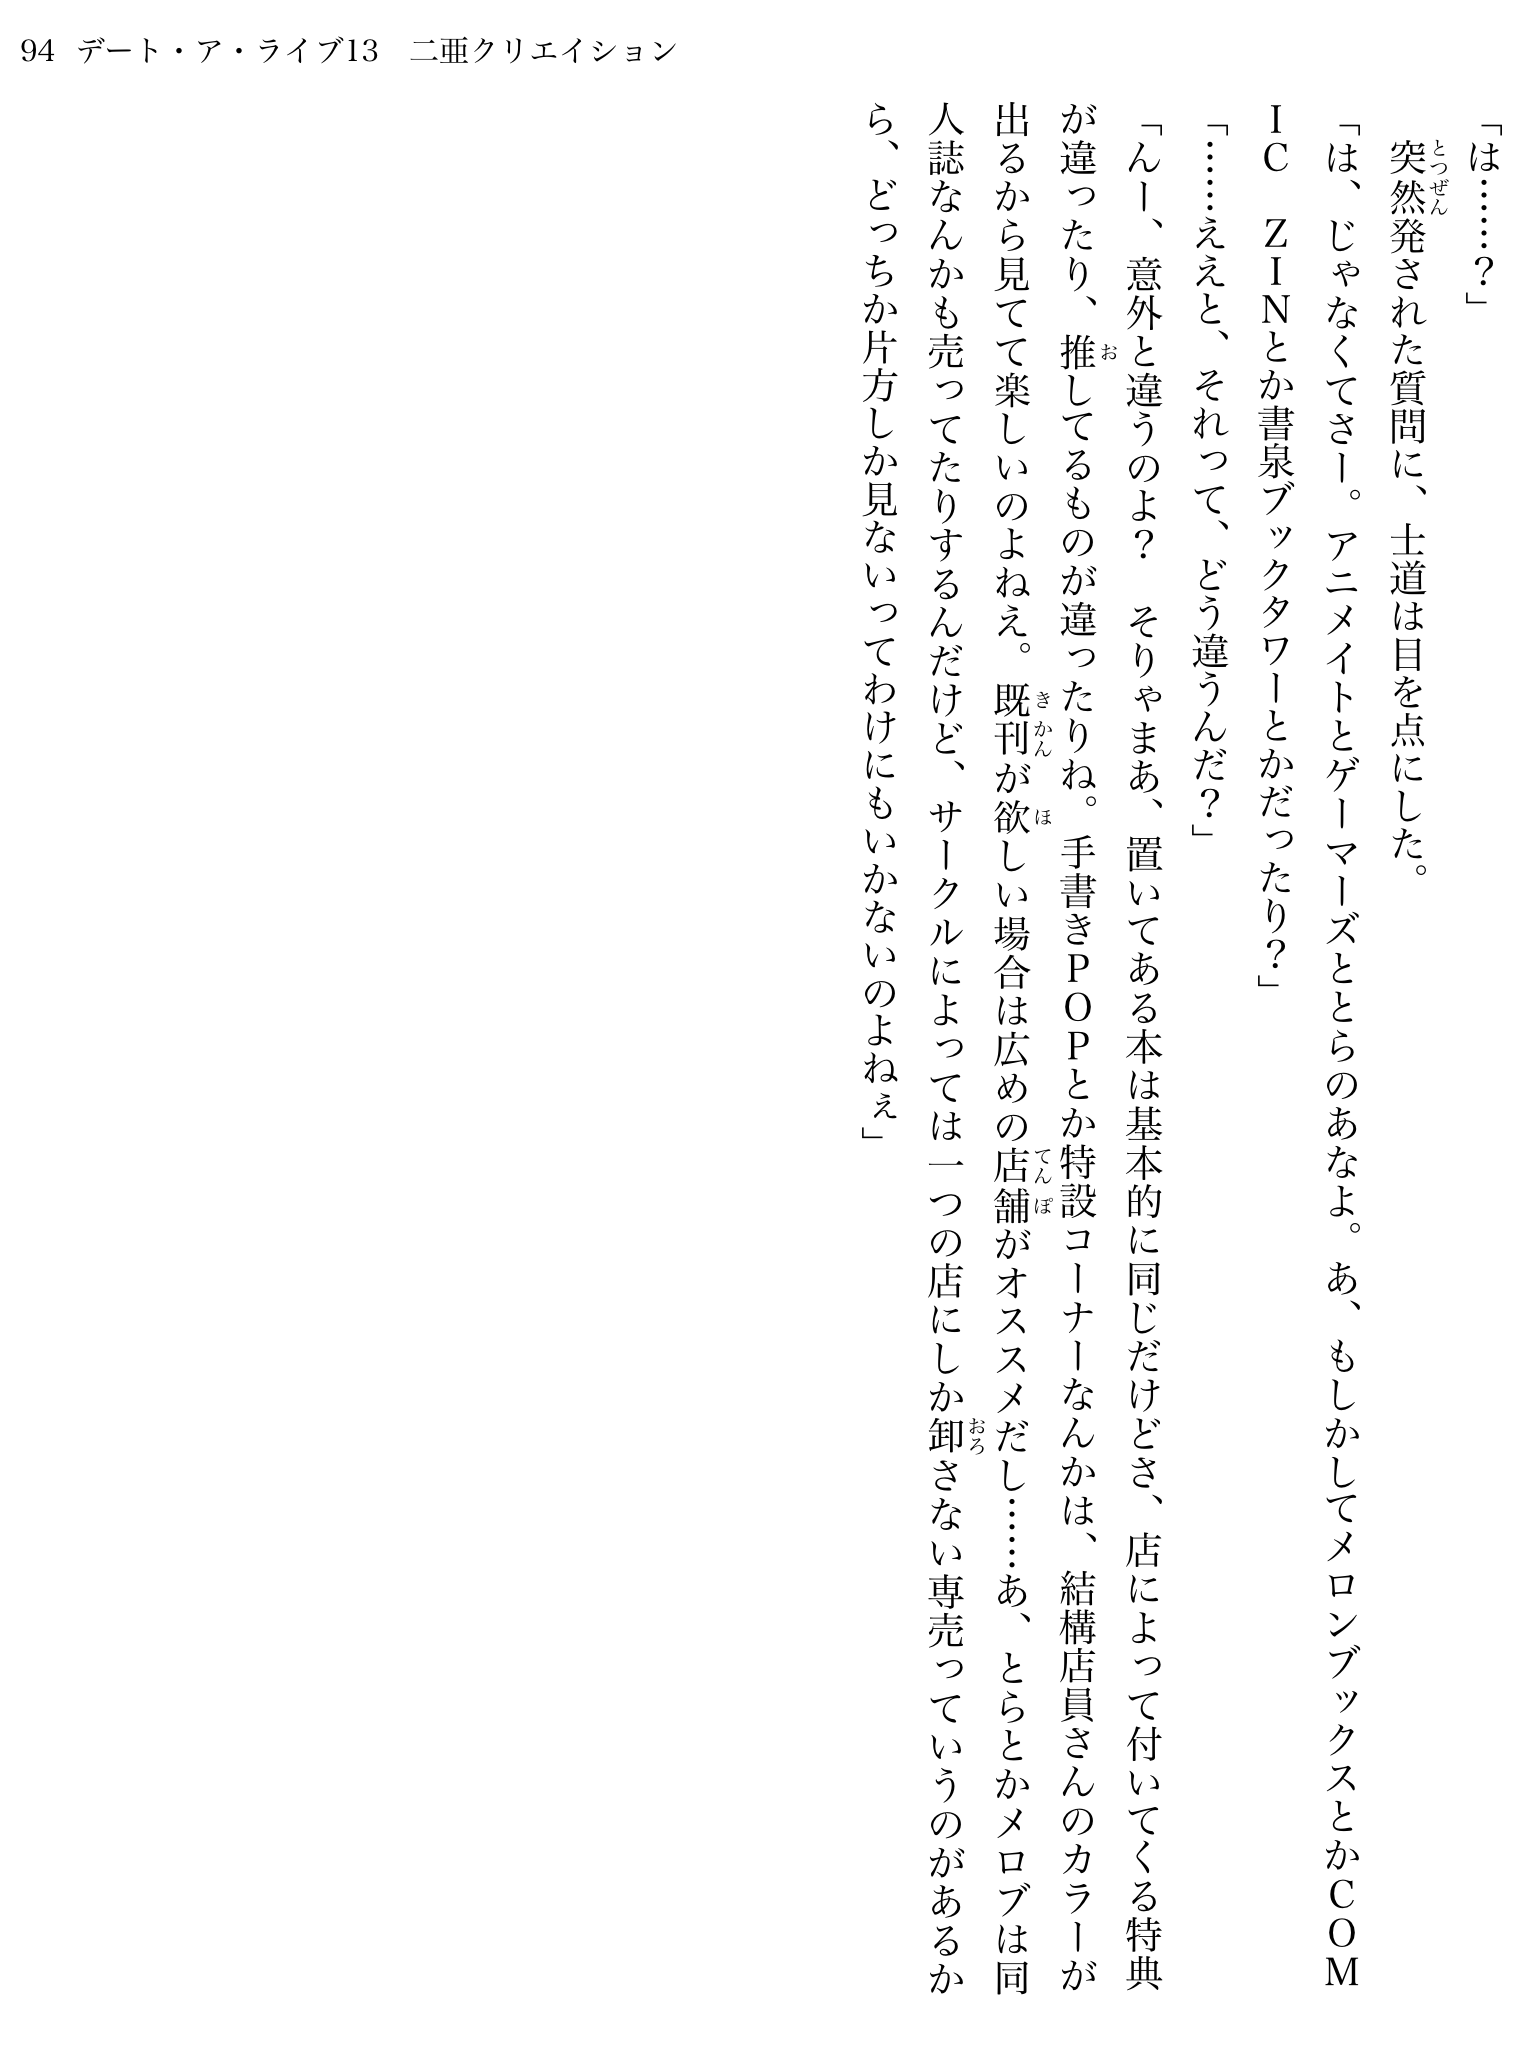 94 デート・ア・ライブ13　二亜クリエイション
「は……？」
　突然発された質問に、士道は目を点にした。
「は、じゃなくてさー。アニメイトとゲーマーズととらのあなよ。あ、もしかしてメロンブックスとかＣＯＭ
ＩＣ　ＺＩＮとか書泉ブックタワーとかだったり？」
「……ええと、それって、どう違うんだ？」
「んー、意外と違うのよ？　そりゃまあ、置いてある本は基本的に同じだけどさ、店によって付いてくる特典
が違ったり、推してるものが違ったりね。手書きＰＯＰとか特設コーナーなんかは、結構店員さんのカラーが
出るから見てて楽しいのよねえ。既刊が欲しい場合は広めの店舗がオススメだし……あ、とらとかメロブは同
人誌なんかも売ってたりするんだけど、サークルによっては一つの店にしか卸さない専売っていうのがあるか
ら、どっちか片方しか見ないってわけにもいかないのよねぇ」